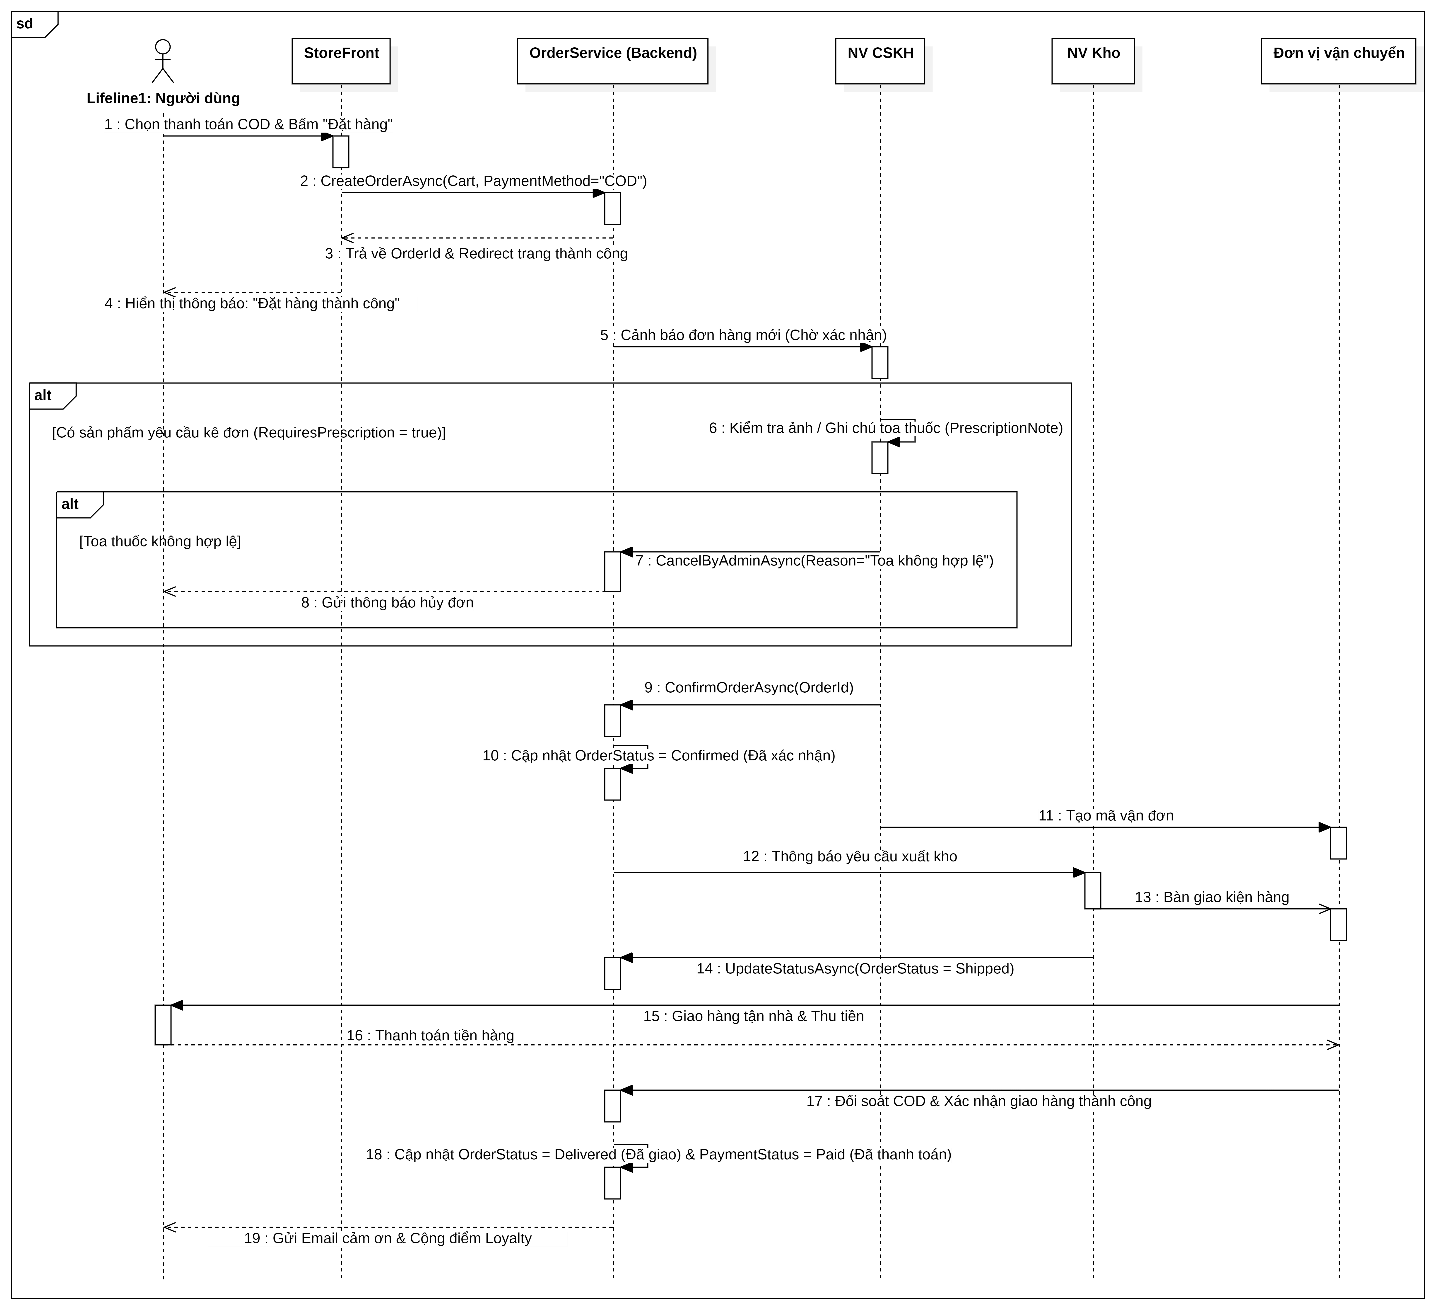 sd
StoreFront
OrderService (Backend)
NV CSKH
NV Kho
Đơn vị vận chuyển
Lifeline1: Người dùng
1 : Chọn thanh toán COD & Bấm "Đặt hàng"
2 : CreateOrderAsync(Cart, PaymentMethod="COD")
3 : Trả về OrderId & Redirect trang thành công
4 : Hiển thị thông báo: "Đặt hàng thành công"
5 : Cảnh báo đơn hàng mới (Chờ xác nhận)
alt
[Có sản phẩm yêu cầu kê đơn (RequiresPrescription = true)]
6 : Kiểm tra ảnh / Ghi chú toa thuốc (PrescriptionNote)
alt
[Toa thuốc không hợp lệ]
7 : CancelByAdminAsync(Reason="Toa không hợp lệ")
8 : Gửi thông báo hủy đơn
9 : ConfirmOrderAsync(OrderId)
10 : Cập nhật OrderStatus = Confirmed (Đã xác nhận)
11 : Tạo mã vận đơn
12 : Thông báo yêu cầu xuất kho
13 : Bàn giao kiện hàng
14 : UpdateStatusAsync(OrderStatus = Shipped)
15 : Giao hàng tận nhà & Thu tiền
16 : Thanh toán tiền hàng
17 : Đối soát COD & Xác nhận giao hàng thành công
18 : Cập nhật OrderStatus = Delivered (Đã giao) & PaymentStatus = Paid (Đã thanh toán)
19 : Gửi Email cảm ơn & Cộng điểm Loyalty